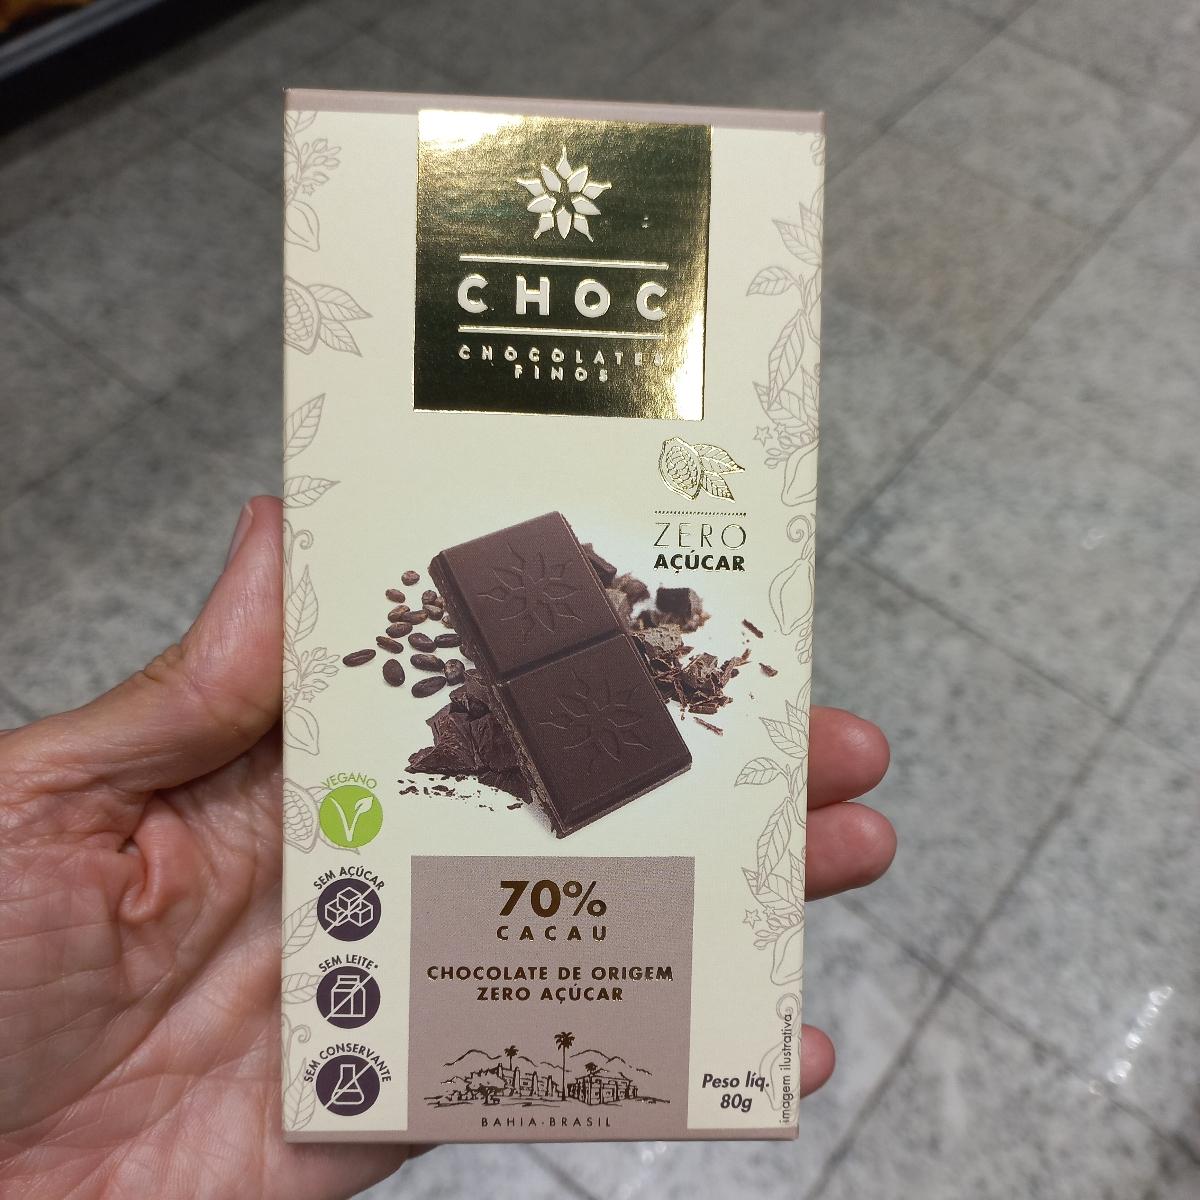 CHOC
CHOCOLATES
FINOS
ZERO
AÇÚCAR
VEGANO
SEM AÇÚCAR
SEM LEITE*
SEM CONSERVANTE
70%
CACAU
CHOCOLATE DE ORIGEM
ZERO AÇÚCAR
BAHIA-BRASIL
Peso líq.
80g
imagem ilustrativa